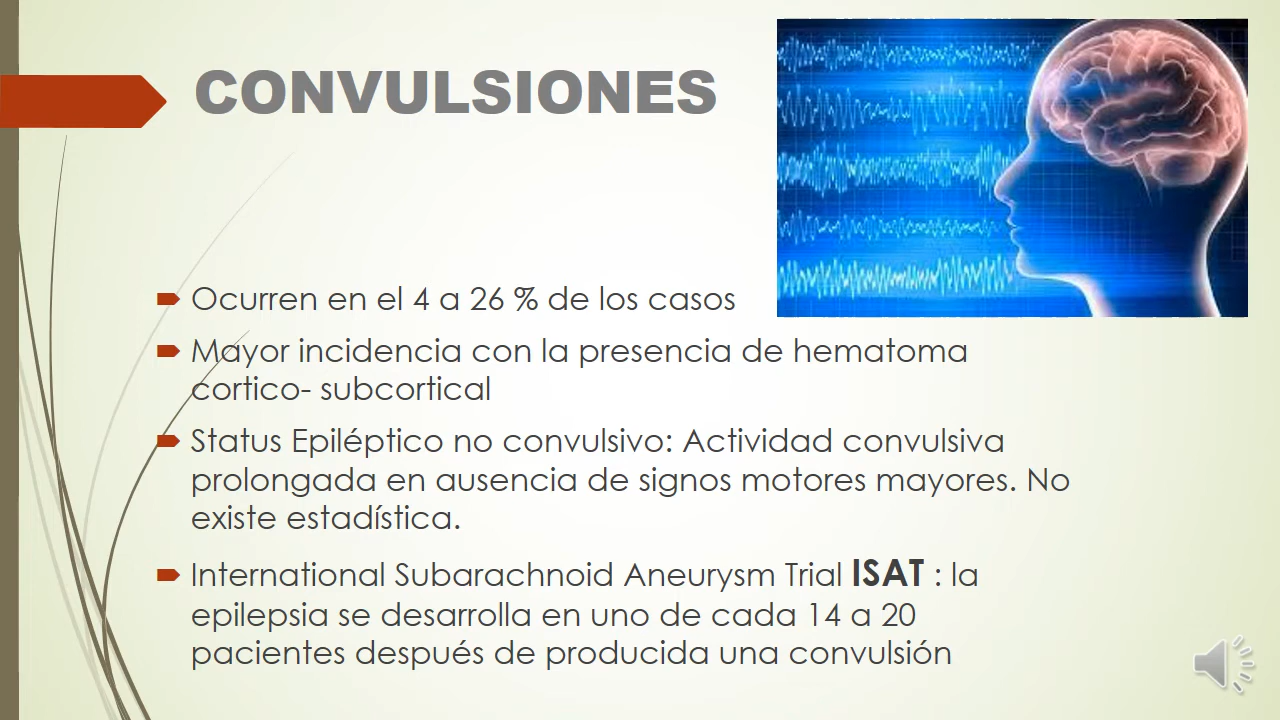 CONVULSIONES
Ocurren en el 4 a 26 % de los casos
Mayor incidencia con la presencia de hematoma
cortico- subcortical
Status Epiléptico no convulsivo: Actividad convulsiva
prolongada en ausencia de signos motores mayores. No
existe estadística.
International Subarachnoid Aneurysm Trial ISAT : la
epilepsia se desarrolla en uno de cada 14 a 20
pacientes después de producida una convulsión